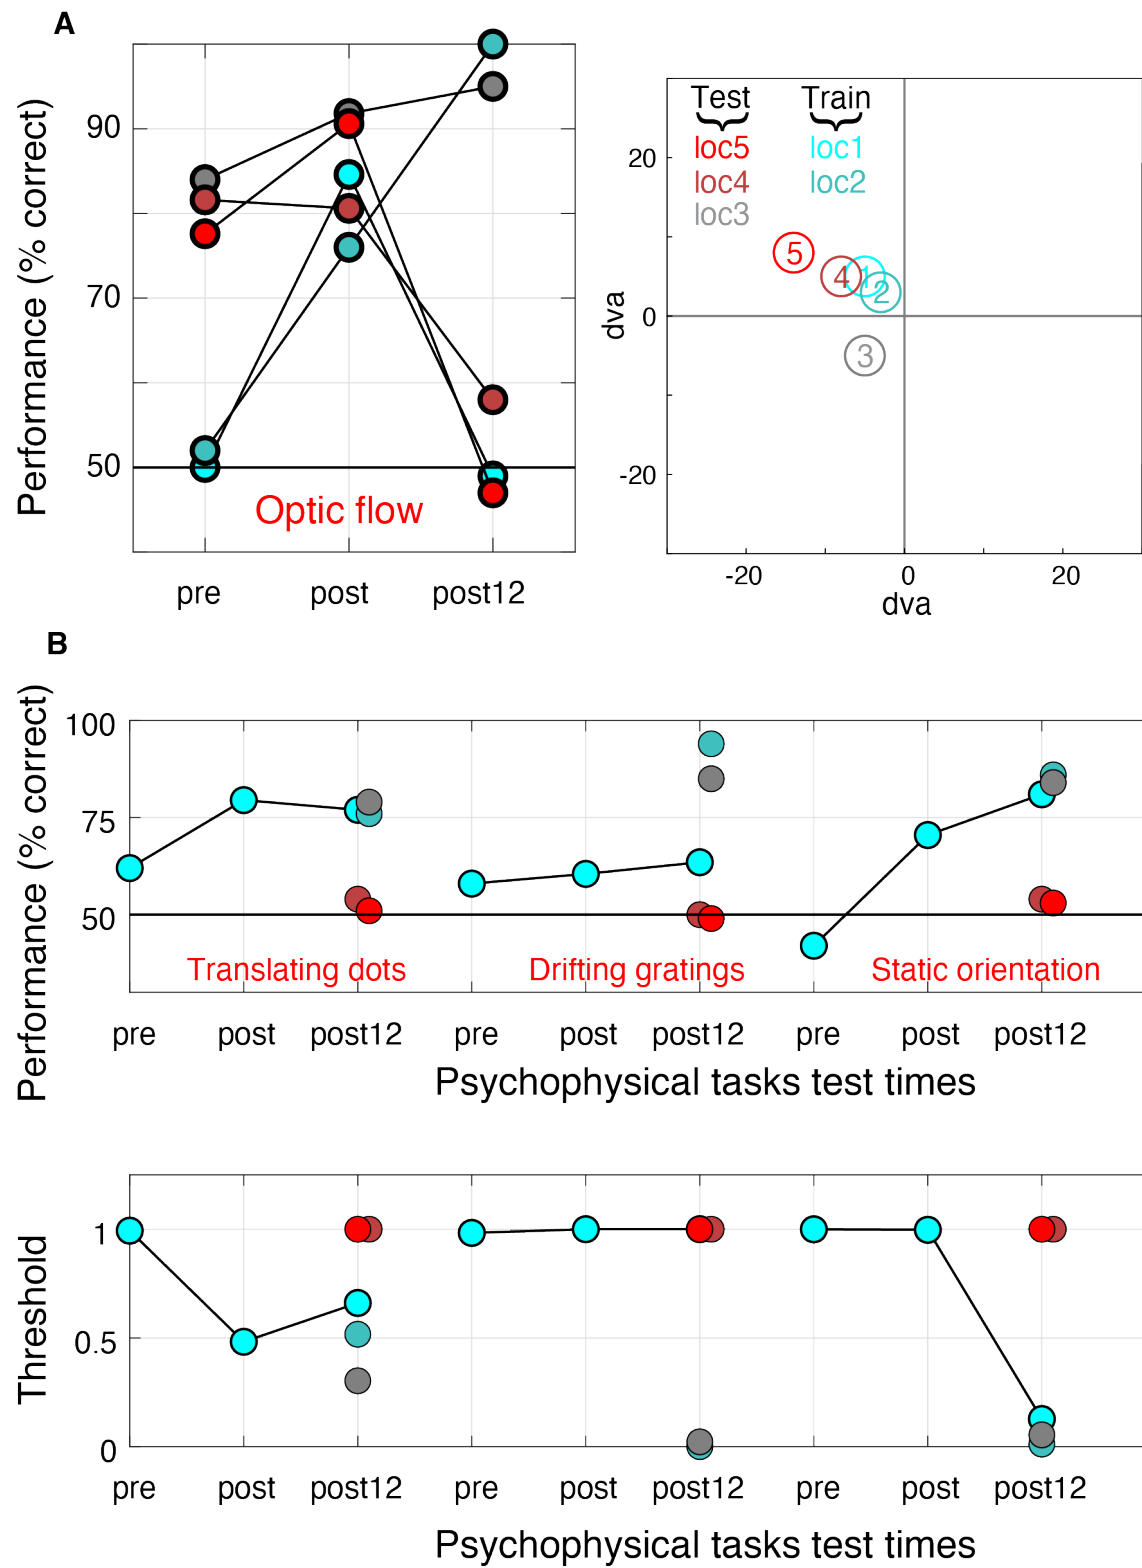 A
Performance (% correct)
90
70
50
Optic flow
pre post post12
Test Train
loc5 loc1
loc4 loc2
loc3
20
0
-20
dva
5
4 1
2
3
-20 0 20
dva
B
Performance (% correct)
100
75
50
Translating dots Drifting gratings Static orientation
pre post post12 pre post post12 pre post post12
Psychophysical tasks test times
Threshold
1
0.5
0
pre post post12 pre post post12 pre post post12
Psychophysical tasks test times